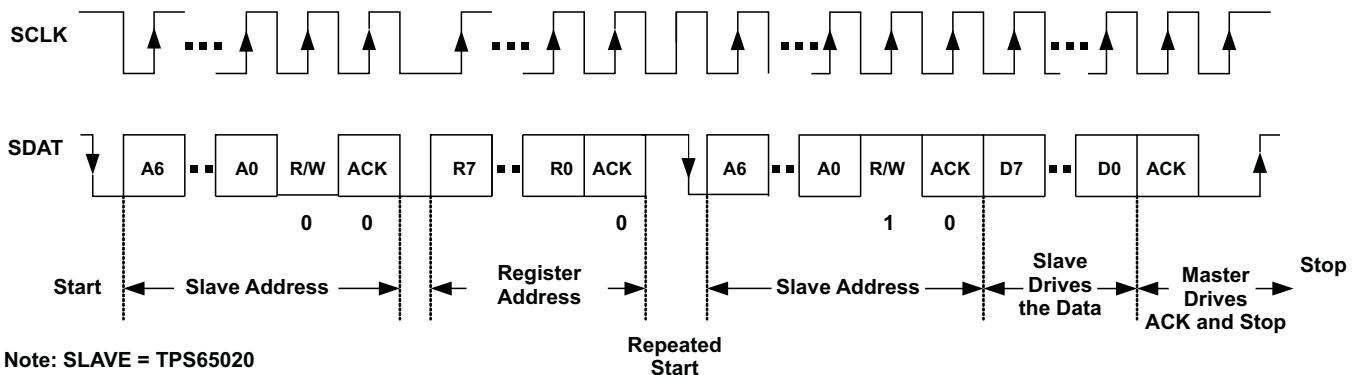 SCLK
SDAT
A6 A0 R/W ACK R7 R0 ACK A6 A0 R/W ACK D7 D0 ACK
0 0 0 1 0
Start
Slave Address
Register
Address
Repeated
Start
Slave Address
Slave
Drives
the Data
Master
Drives
ACK and Stop
Stop
Note: SLAVE = TPS65020